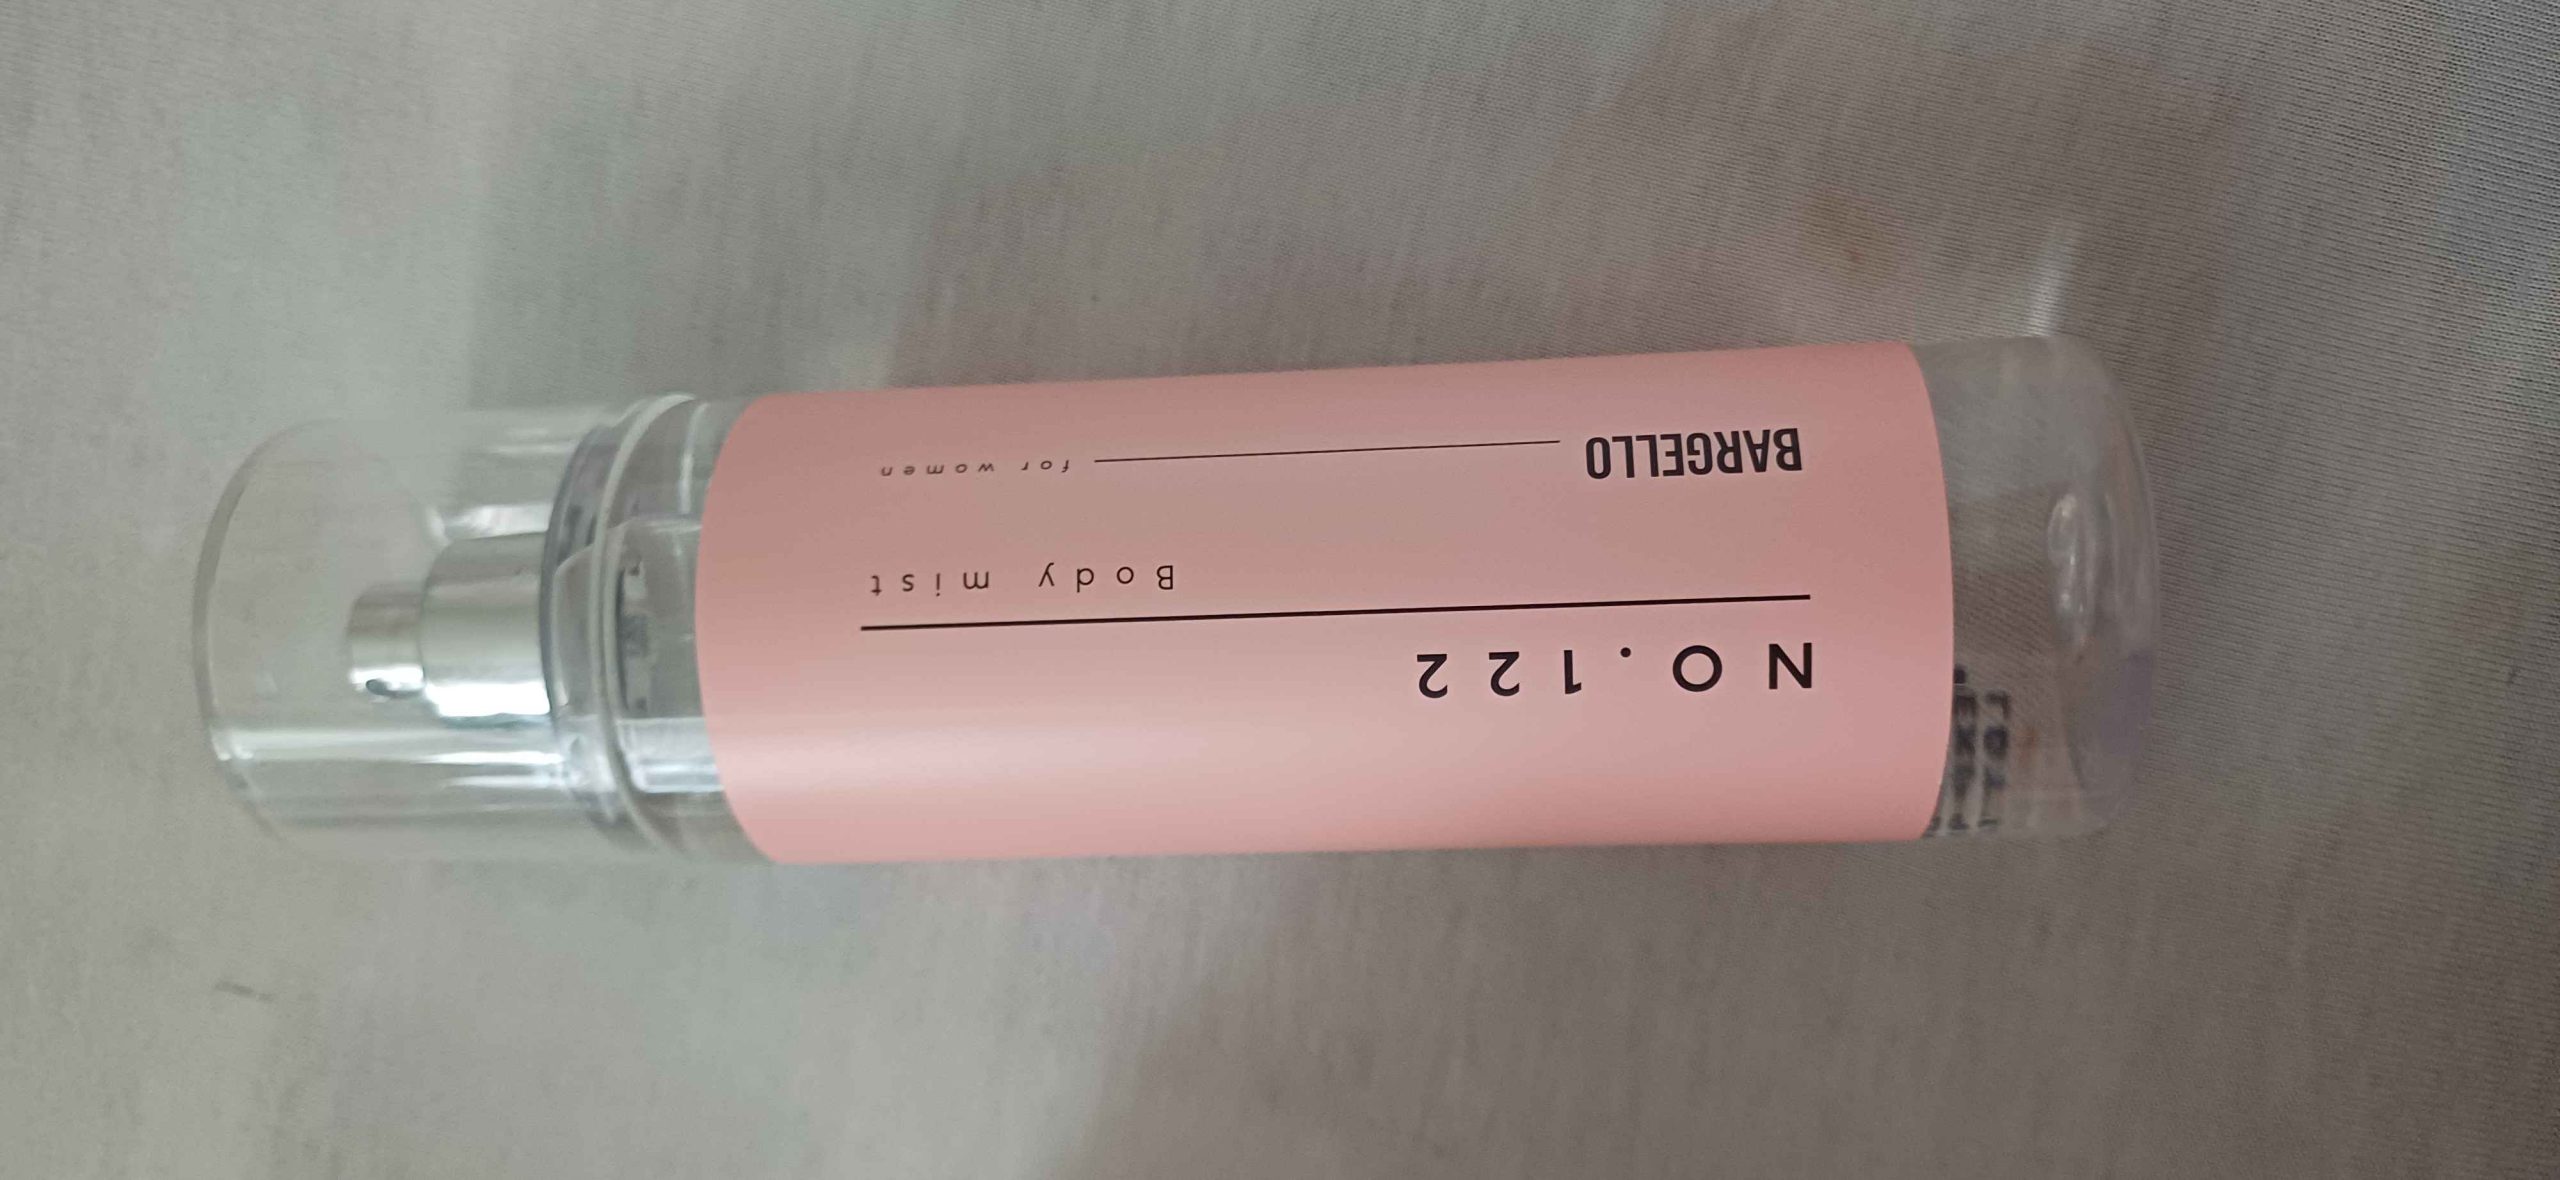 NO.122
Body mist
BARGELLO for women